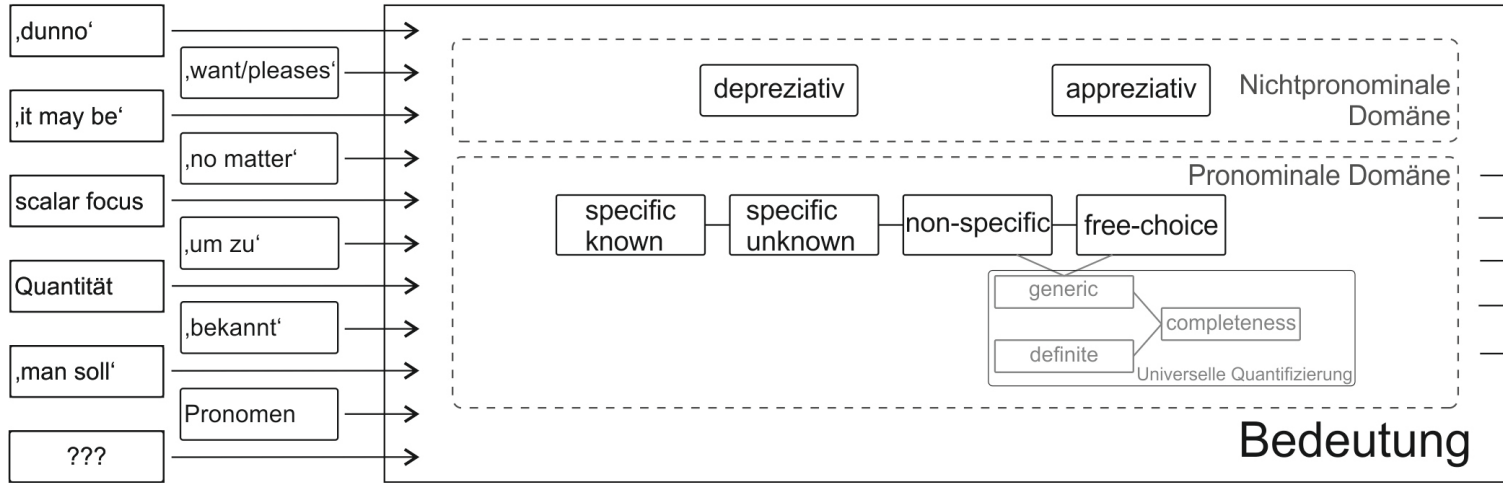 ‚dunno‘
‚want/pleases‘
‚it may be‘
‚no matter‘
scalar focus
‚um zu‘
Quantität
‚bekannt‘
‚man soll‘
Pronomen
???
depreziativ
appreziativ
Nichtpronominale
Domäne
Pronominale Domäne
specific
known
specific
unknown
non-specific
free-choice
generic
completeness
definite
Universelle Quantifizierung
Bedeutung